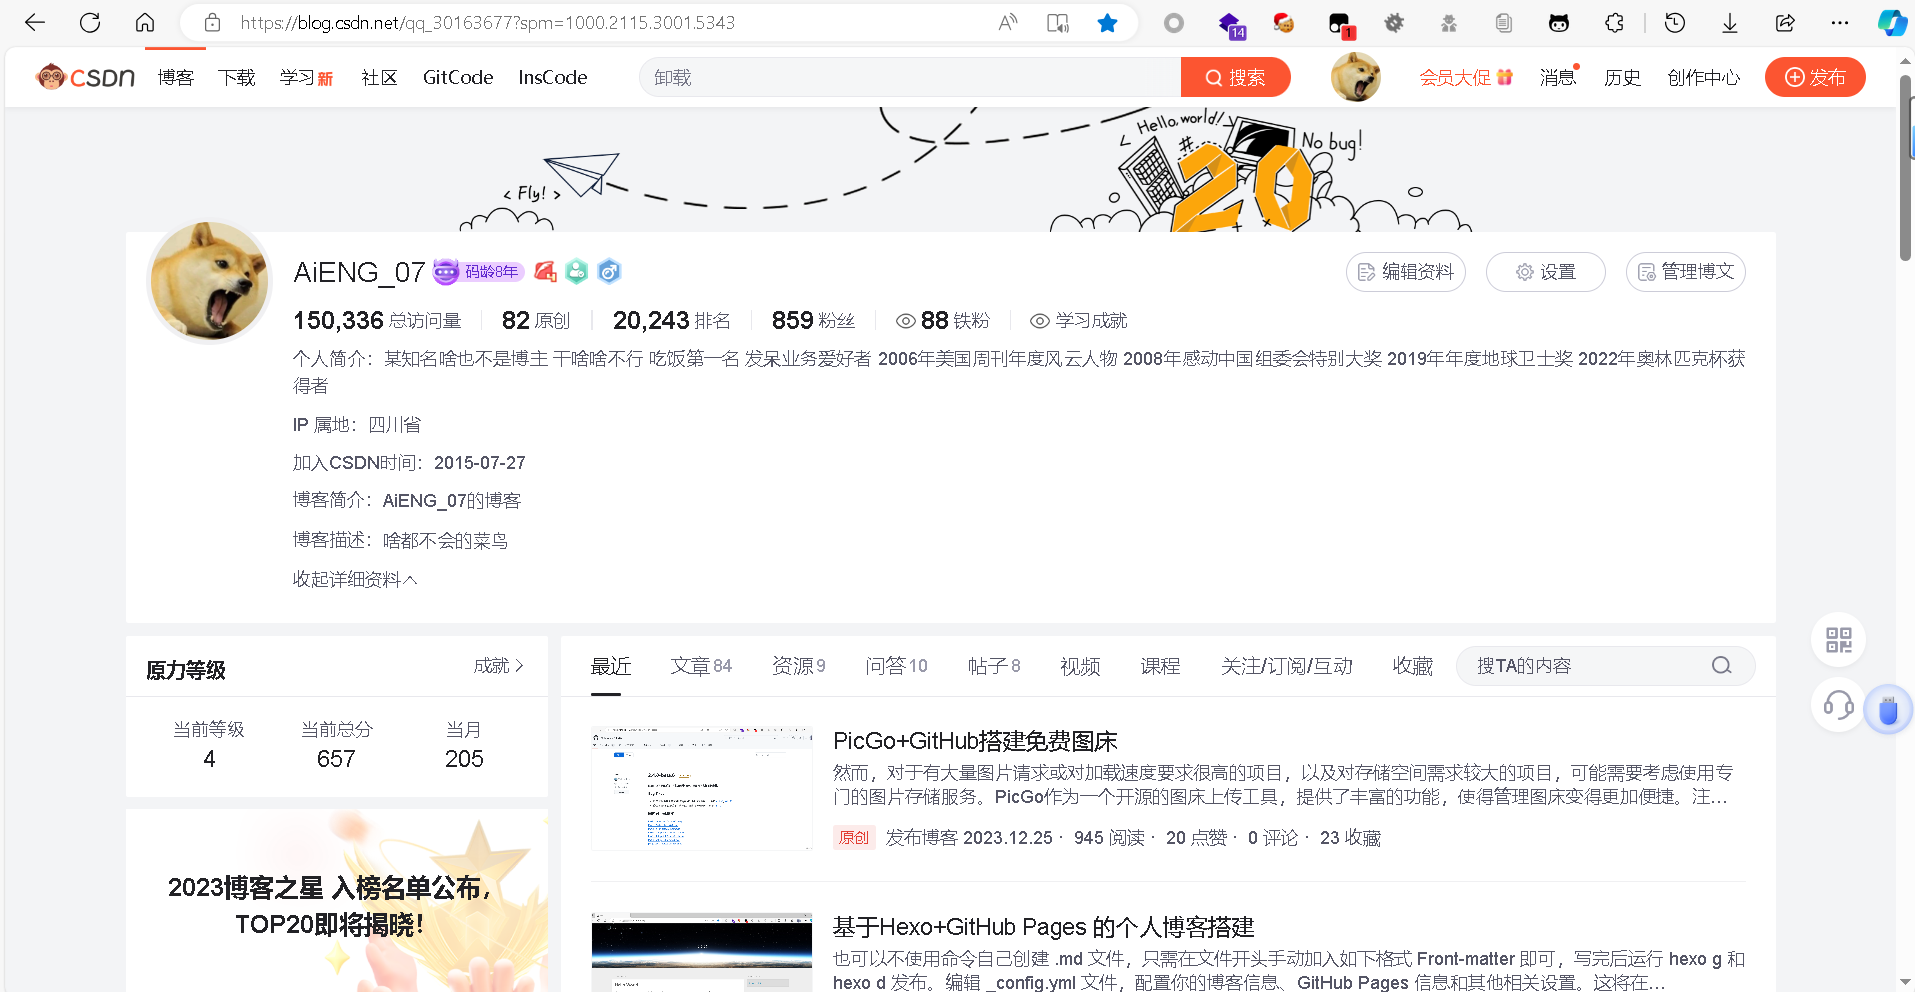 https://blog.csdn.net/qq_30163677?spm=1000.2115.3001.5343
14
1
CSDN 博客 下载 学习新 社区 GitCode InsCode 卸载 搜索 会员大促 消息 历史 创作中心 发布
Hello,world!
No bug!
20
< Fly! >
AiENG_07 码龄8年 编辑资料 设置 管理博文
150,336 总访问量 82 原创 20,243 排名 859 粉丝 88 铁粉 学习成就
个人简介：某知名啥也不是博主 干啥啥不行 吃饭第一名 发呆业务爱好者 2006年美国周刊年度风云人物 2008年感动中国组委会特别大奖 2019年年度地球卫士奖 2022年奥林匹克杯获
得者
IP 属地：四川省
加入CSDN时间：2015-07-27
博客简介：AiENG_07的博客
博客描述：啥都不会的菜鸟
收起详细资料
原力等级 成就
当前等级 当前总分 当月
4 657 205
2023博客之星 入榜名单公布，
TOP20即将揭晓！
最近 文章84 资源9 问答10 帖子8 视频 课程 关注/订阅/互动 收藏 搜TA的内容
PicGo+GitHub搭建免费图床
然而，对于有大量图片请求或对加载速度要求很高的项目，以及对存储空间需求较大的项目，可能需要考虑使用专
门的图片存储服务。PicGo作为一个开源的图床上传工具，提供了丰富的功能，使得管理图床变得更加便捷。注...
原创 发布博客 2023.12.25 · 945 阅读 · 20 点赞 · 0 评论 · 23 收藏
基于Hexo+GitHub Pages 的个人博客搭建
也可以不使用命令自己创建 .md 文件，只需在文件开头手动加入如下格式 Front-matter 即可，写完后运行 hexo g 和
hexo d 发布。编辑 _config.yml 文件，配置你的博客信息、GitHub Pages 信息和其他相关设置。这将在...